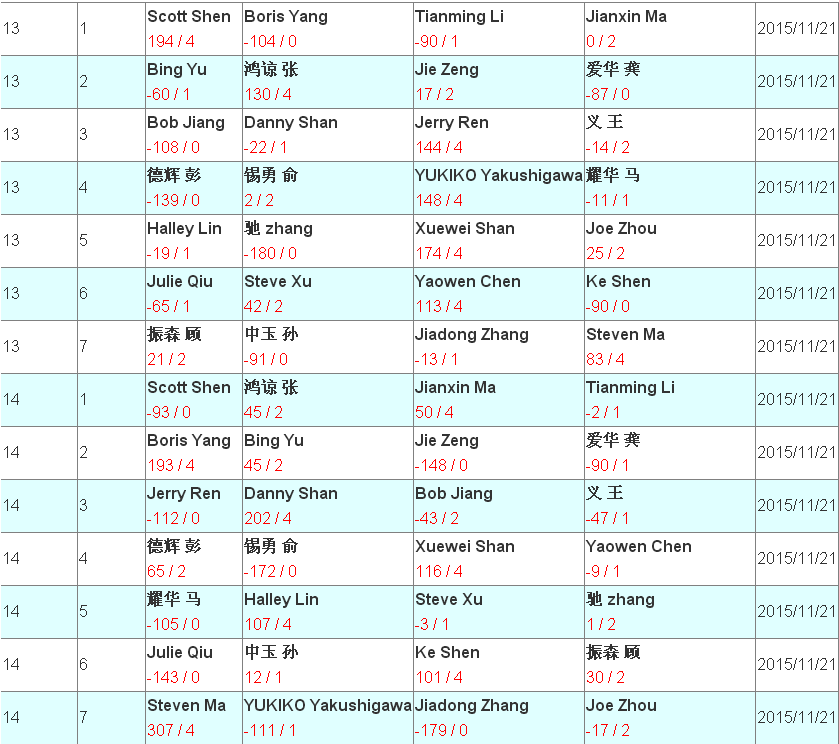 13 1 Scott Shen Boris Yang Tianming Li Jianxin Ma 2015/11/21
194 / 4 -104 / 0 -90 / 1 0 / 2
13 2 Bing Yu 鸿谅 张 Jie Zeng 爱华 龚 2015/11/21
-60 / 1 130 / 4 17 / 2 -87 / 0
13 3 Bob Jiang Danny Shan Jerry Ren 义 王 2015/11/21
-108 / 0 -22 / 1 144 / 4 -14 / 2
13 4 德辉 彭 锡勇 俞 YUKIKO Yakushigawa 耀华 马 2015/11/21
-139 / 0 2 / 2 148 / 4 -11 / 1
13 5 Halley Lin 驰 zhang Xuewei Shan Joe Zhou 2015/11/21
-19 / 1 -180 / 0 174 / 4 25 / 2
13 6 Julie Qiu Steve Xu Yaowen Chen Ke Shen 2015/11/21
-65 / 1 42 / 2 113 / 4 -90 / 0
13 7 振森 顾 中玉 孙 Jiadong Zhang Steven Ma 2015/11/21
21 / 2 -91 / 0 -13 / 1 83 / 4
14 1 Scott Shen 鸿谅 张 Jianxin Ma Tianming Li 2015/11/21
-93 / 0 45 / 2 50 / 4 -2 / 1
14 2 Boris Yang Bing Yu Jie Zeng 爱华 龚 2015/11/21
193 / 4 45 / 2 -148 / 0 -90 / 1
14 3 Jerry Ren Danny Shan Bob Jiang 义 王 2015/11/21
-112 / 0 202 / 4 -43 / 2 -47 / 1
14 4 德辉 彭 锡勇 俞 Xuewei Shan Yaowen Chen 2015/11/21
65 / 2 -172 / 0 116 / 4 -9 / 1
14 5 耀华 马 Halley Lin Steve Xu 驰 zhang 2015/11/21
-105 / 0 107 / 4 -3 / 1 1 / 2
14 6 Julie Qiu 中玉 孙 Ke Shen 振森 顾 2015/11/21
-143 / 0 12 / 1 101 / 4 30 / 2
14 7 Steven Ma YUKIKO Yakushigawa Jiadong Zhang Joe Zhou 2015/11/21
307 / 4 -111 / 1 -179 / 0 -17 / 2